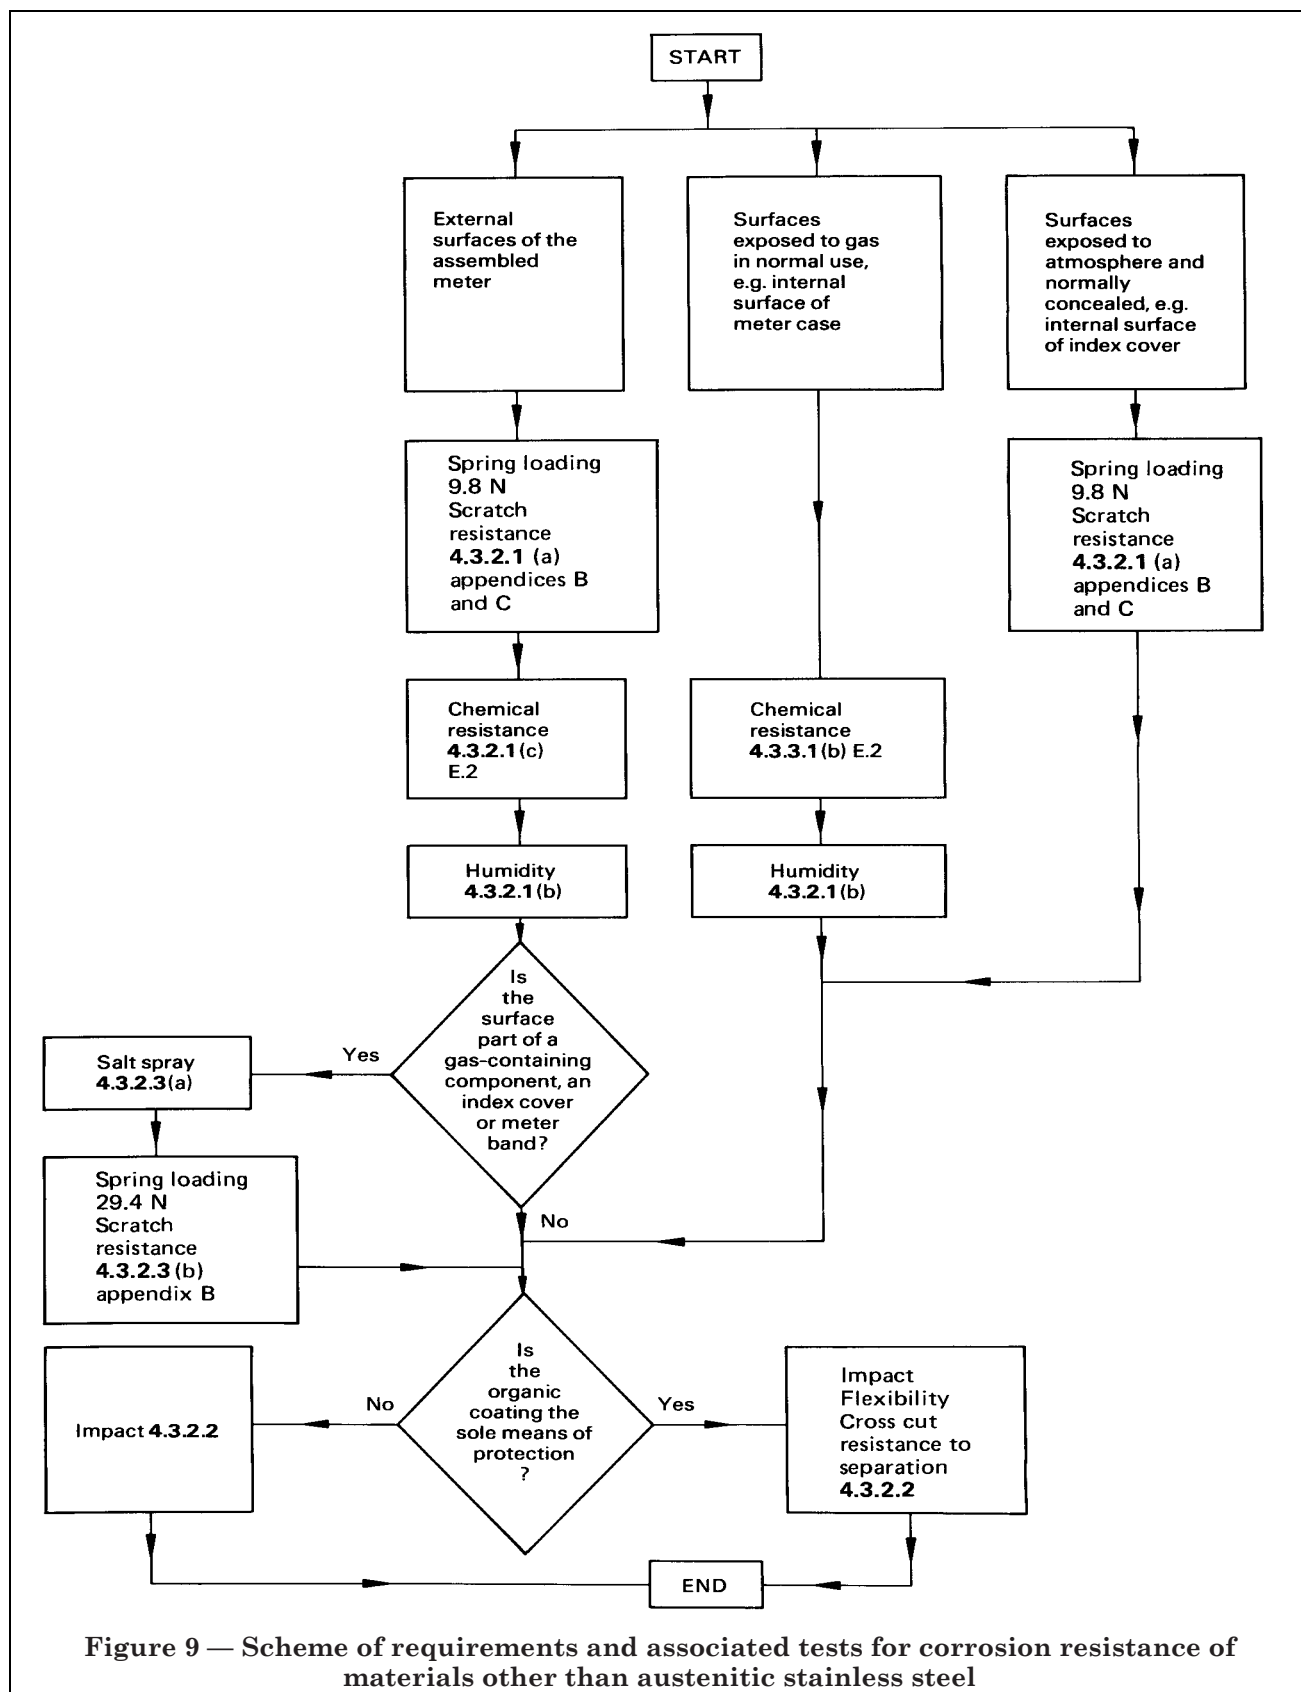 START
External
surfaces of the
assembled
meter
Surfaces
exposed to gas
in normal use,
e.g. internal
surface of
meter case
Surfaces
exposed to
atmosphere and
normally
concealed, e.g.
internal surface
of index cover
Spring loading
9.8 N
Scratch
resistance
4.3.2.1 (a)
appendices B
and C
Spring loading
9.8 N
Scratch
resistance
4.3.2.1 (a)
appendices B
and C
Chemical
resistance
4.3.2.1 (c)
E.2
Chemical
resistance
4.3.3.1 (b) E.2
Humidity
4.3.2.1 (b)
Humidity
4.3.2.1 (b)
Is
the
surface
part of a
gas-containing
component, an
index cover
or meter
band?
Yes
Salt spray
4.3.2.3 (a)
Spring loading
29.4 N
Scratch
resistance
4.3.2.3 (b)
appendix B
No
Is
the
organic
coating the
sole means of
protection
?
No
Impact 4.3.2.2
Yes
Impact
Flexibility
Cross cut
resistance to
separation
4.3.2.2
END
Figure 9 — Scheme of requirements and associated tests for corrosion resistance of
materials other than austenitic stainless steel